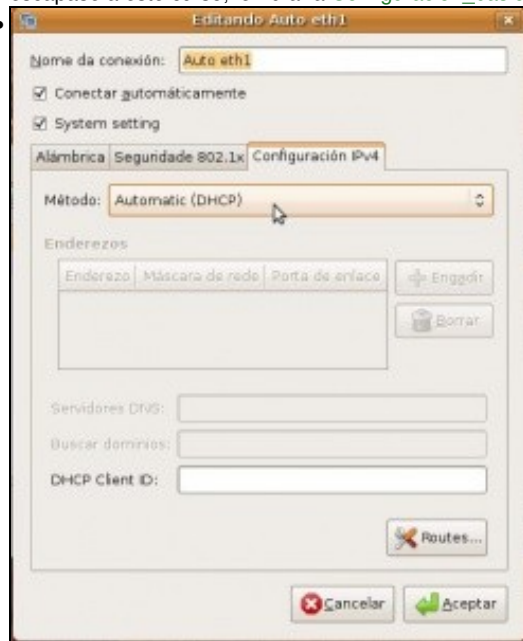 Editando Auto eth1
Nome da conexión: Auto eth1
Conectar automáticamente
System setting
Alámbrica Seguridade 802.1x Configuración IPv4
Método: Automatic (DHCP)
Enderezos
Enderezo Máscara de rede Porta de enlace
Engadir
Borrar
Servidores DNS:
Buscar dominios:
DHCP Client ID:
Routes...
Cancelar Aceptar